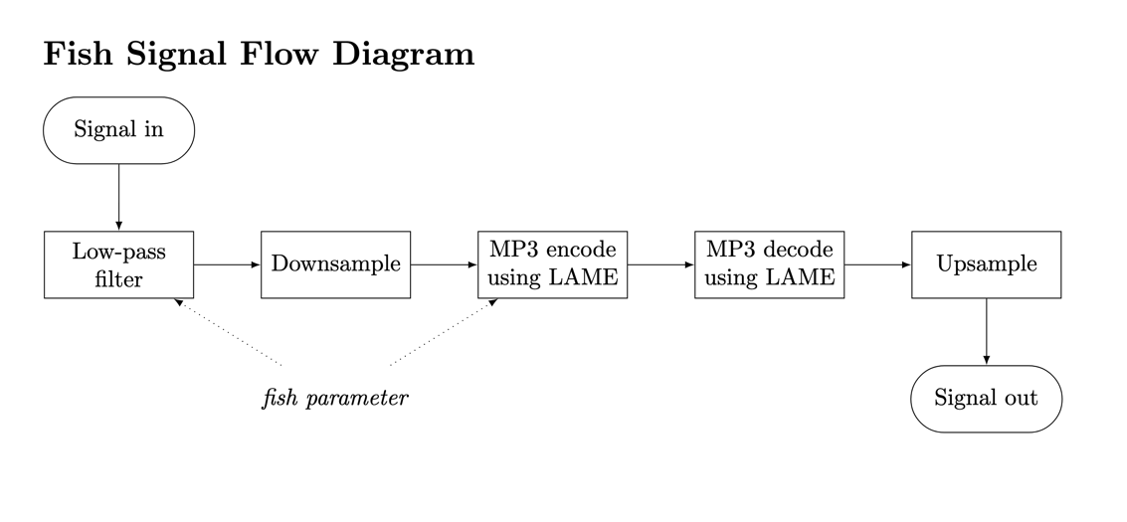 Fish Signal Flow Diagram
Signal in
Low-pass
filter
Downsample
MP3 encode
using LAME
MP3 decode
using LAME
Upsample
fish parameter
Signal out